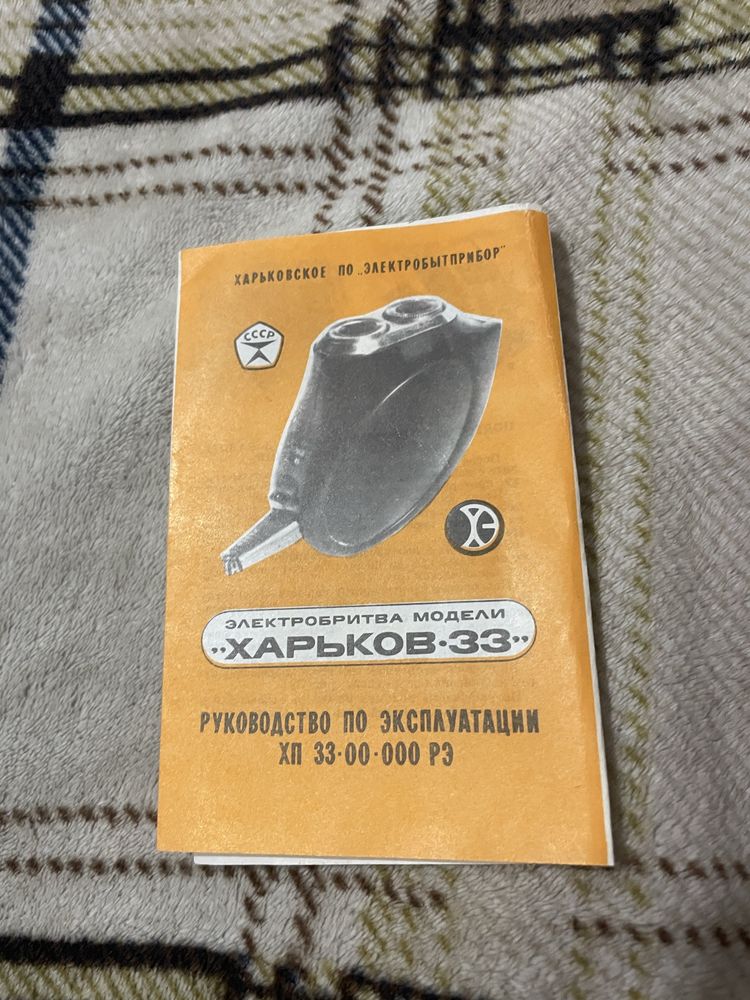 ХАРЬКОВСКОЕ ПО „ЭЛЕКТРОБЫТПРИБОР"
СССР
ЭЛЕКТРОБРИТВА МОДЕЛИ
„ХАРЬКОВ·33"
РУКОВОДСТВО ПО ЭКСПЛУАТАЦИИ
ХП 33·00·000 РЭ